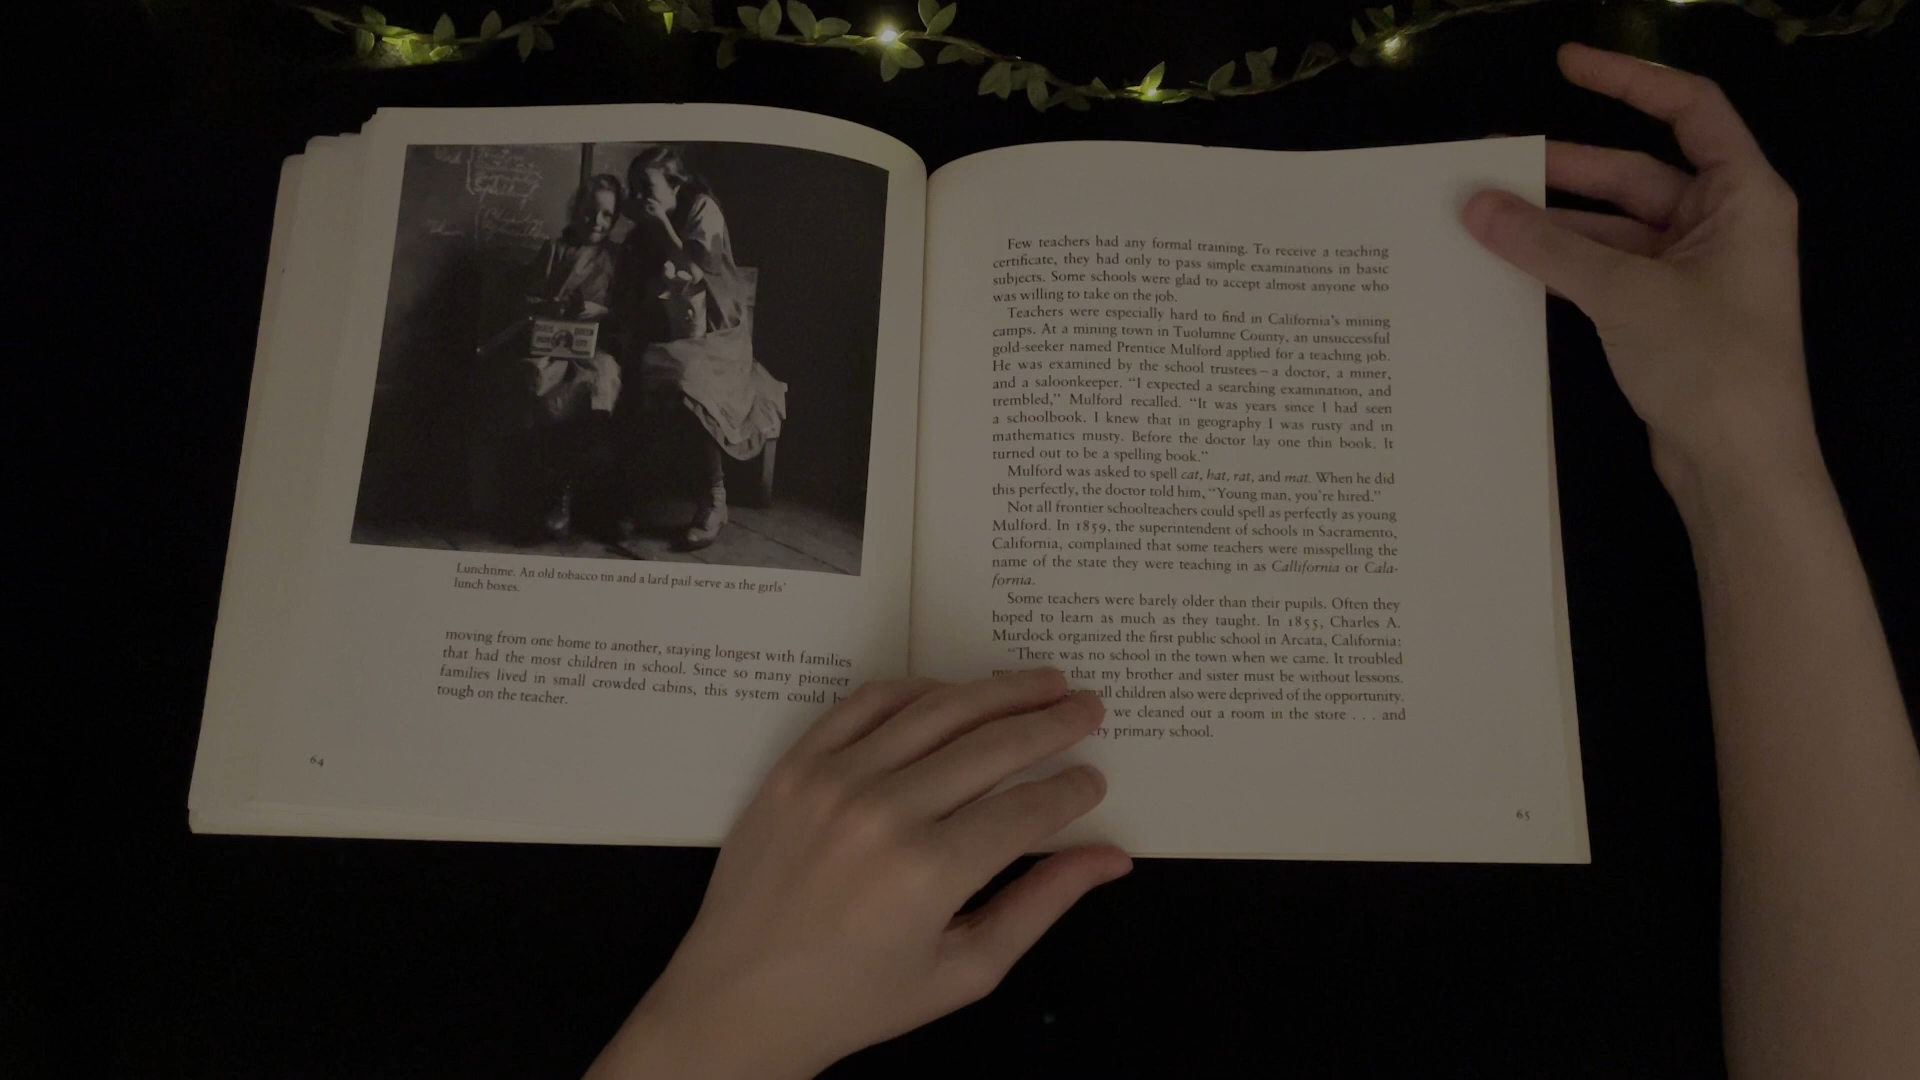 Lunchtime. An old tobacco tin and a lard pail serve as the girls'
lunch boxes.
moving from one home to another, staying longest with families
that had the most children in school. Since so many pioneer
families lived in small crowded cabins, this system could
tough on the teacher.
64
Few teachers had any formal training. To receive a teaching
certificate, they had only to pass simple examinations in basic
subjects. Some schools were glad to accept almost anyone who
was willing to take on the job.
Teachers were especially hard to find in California's mining
camps. At a mining town in Tuolumne County, an unsuccessful
gold-seeker named Prentice Mulford applied for a teaching job.
He was examined by the school trustees – a doctor, a miner,
and a saloonkeeper. "I expected a searching examination, and
trembled," Mulford recalled. "It was years since I had seen
a schoolbook. I knew that in geography I was rusty and in
mathematics musty. Before the doctor lay one thin book. It
turned out to be a spelling book."
Mulford was asked to spell cat, hat, rat, and mat. When he did
this perfectly, the doctor told him, "Young man, you're hired."
Not all frontier schoolteachers could spell as perfectly as young
Mulford. In 1859, the superintendent of schools in Sacramento,
California, complained that some teachers were misspelling the
name of the state they were teaching in as Callifornia or Cala-
fornia.
Some teachers were barely older than their pupils. Often they
hoped to learn as much as they taught. In 1855, Charles A.
Murdock organized the first public school in Arcata, California:
"There was no school in the town when we came. It troubled
that my brother and sister must be without lessons.
small children also were deprived of the opportunity.
we cleaned out a room in the store . . . and
primary school.
65